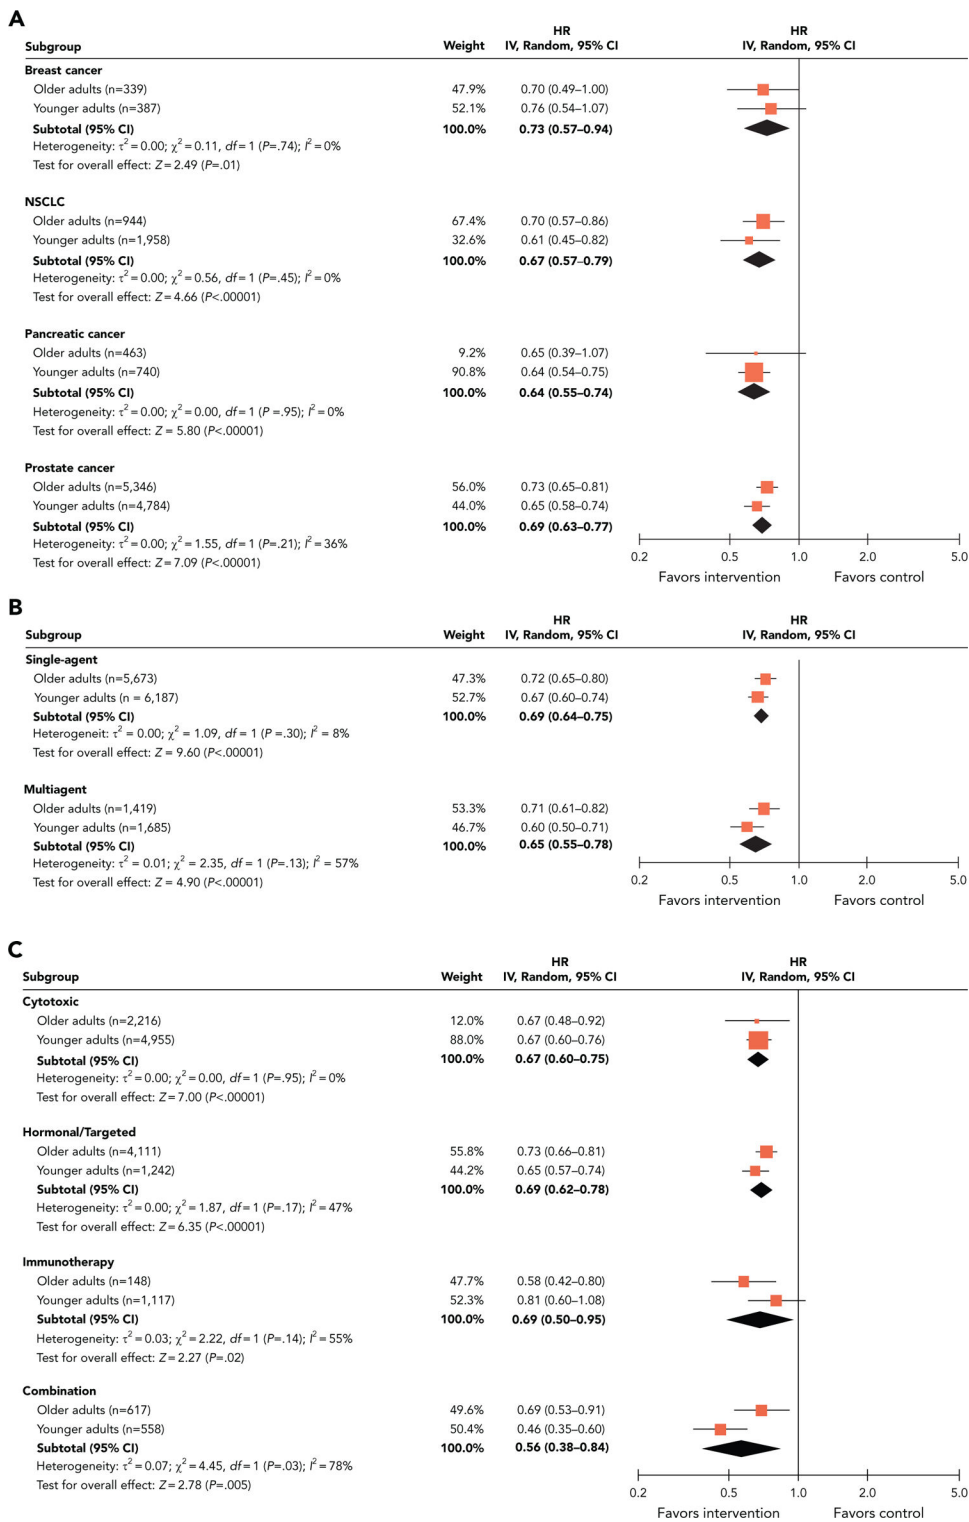 A
HR HR
Subgroup Weight IV, Random, 95% CI IV, Random, 95% CI
Breast cancer
Older adults (n=339) 47.9% 0.70 (0.49–1.00)
Younger adults (n=387) 52.1% 0.76 (0.54–1.07)
Subtotal (95% CI) 100.0% 0.73 (0.57–0.94)
Heterogeneity: τ² = 0.00; χ² = 0.11, df = 1 (P=.74); I² = 0%
Test for overall effect: Z = 2.49 (P=.01)
NSCLC
Older adults (n=944) 67.4% 0.70 (0.57–0.86)
Younger adults (n=1,958) 32.6% 0.61 (0.45–0.82)
Subtotal (95% CI) 100.0% 0.67 (0.57–0.79)
Heterogeneity: τ² = 0.00; χ² = 0.56, df = 1 (P=.45); I² = 0%
Test for overall effect: Z = 4.66 (P<.00001)
Pancreatic cancer
Older adults (n=463) 9.2% 0.65 (0.39–1.07)
Younger adults (n=740) 90.8% 0.64 (0.54–0.75)
Subtotal (95% CI) 100.0% 0.64 (0.55–0.74)
Heterogeneity: τ² = 0.00; χ² = 0.00, df = 1 (P =.95); I² = 0%
Test for overall effect: Z = 5.80 (P<.00001)
Prostate cancer
Older adults (n=5,346) 56.0% 0.73 (0.65–0.81)
Younger adults (n=4,784) 44.0% 0.65 (0.58–0.74)
Subtotal (95% CI) 100.0% 0.69 (0.63–0.77)
Heterogeneity: τ² = 0.00; χ² = 1.55, df = 1 (P=.21); I² = 36%
Test for overall effect: Z = 7.09 (P<.00001)
0.2 0.5 1.0 2.0 5.0
Favors intervention Favors control
B
HR HR
Subgroup Weight IV, Random, 95% CI IV, Random, 95% CI
Single-agent
Older adults (n=5,673) 47.3% 0.72 (0.65–0.80)
Younger adults (n = 6,187) 52.7% 0.67 (0.60–0.74)
Subtotal (95% CI) 100.0% 0.69 (0.64–0.75)
Heterogeneit: τ² = 0.00; χ² = 1.09, df = 1 (P =.30); I² = 8%
Test for overall effect: Z = 9.60 (P<.00001)
Multiagent
Older adults (n=1,419) 53.3% 0.71 (0.61–0.82)
Younger adults (n=1,685) 46.7% 0.60 (0.50–0.71)
Subtotal (95% CI) 100.0% 0.65 (0.55–0.78)
Heterogeneity: τ² = 0.01; χ² = 2.35, df = 1 (P=.13); I² = 57%
Test for overall effect: Z = 4.90 (P<.00001)
0.2 0.5 1.0 2.0 5.0
Favors intervention Favors control
C
HR HR
Subgroup Weight IV, Random, 95% CI IV, Random, 95% CI
Cytotoxic
Older adults (n=2,216) 12.0% 0.67 (0.48–0.92)
Younger adults (n=4,955) 88.0% 0.67 (0.60–0.76)
Subtotal (95% CI) 100.0% 0.67 (0.60–0.75)
Heterogeneity: τ² = 0.00; χ² = 0.00, df = 1 (P=.95); I² = 0%
Test for overall effect: Z = 7.00 (P<.00001)
Hormonal/Targeted
Older adults (n=4,111) 55.8% 0.73 (0.66–0.81)
Younger adults (n=1,242) 44.2% 0.65 (0.57–0.74)
Subtotal (95% CI) 100.0% 0.69 (0.62–0.78)
Heterogeneity: τ² = 0.00; χ² = 1.87, df = 1 (P=.17); I² = 47%
Test for overall effect: Z = 6.35 (P<.00001)
Immunotherapy
Older adults (n=148) 47.7% 0.58 (0.42–0.80)
Younger adults (n=1,117) 52.3% 0.81 (0.60–1.08)
Subtotal (95% CI) 100.0% 0.69 (0.50–0.95)
Heterogeneity: τ² = 0.03; χ² = 2.22, df = 1 (P=.14); I² = 55%
Test for overall effect: Z = 2.27 (P=.02)
Combination
Older adults (n=617) 49.6% 0.69 (0.53–0.91)
Younger adults (n=558) 50.4% 0.46 (0.35–0.60)
Subtotal (95% CI) 100.0% 0.56 (0.38–0.84)
Heterogeneity: τ² = 0.07; χ² = 4.45, df = 1 (P=.03); I² = 78%
Test for overall effect: Z = 2.78 (P=.005)
0.2 0.5 1.0 2.0 5.0
Favors intervention Favors control